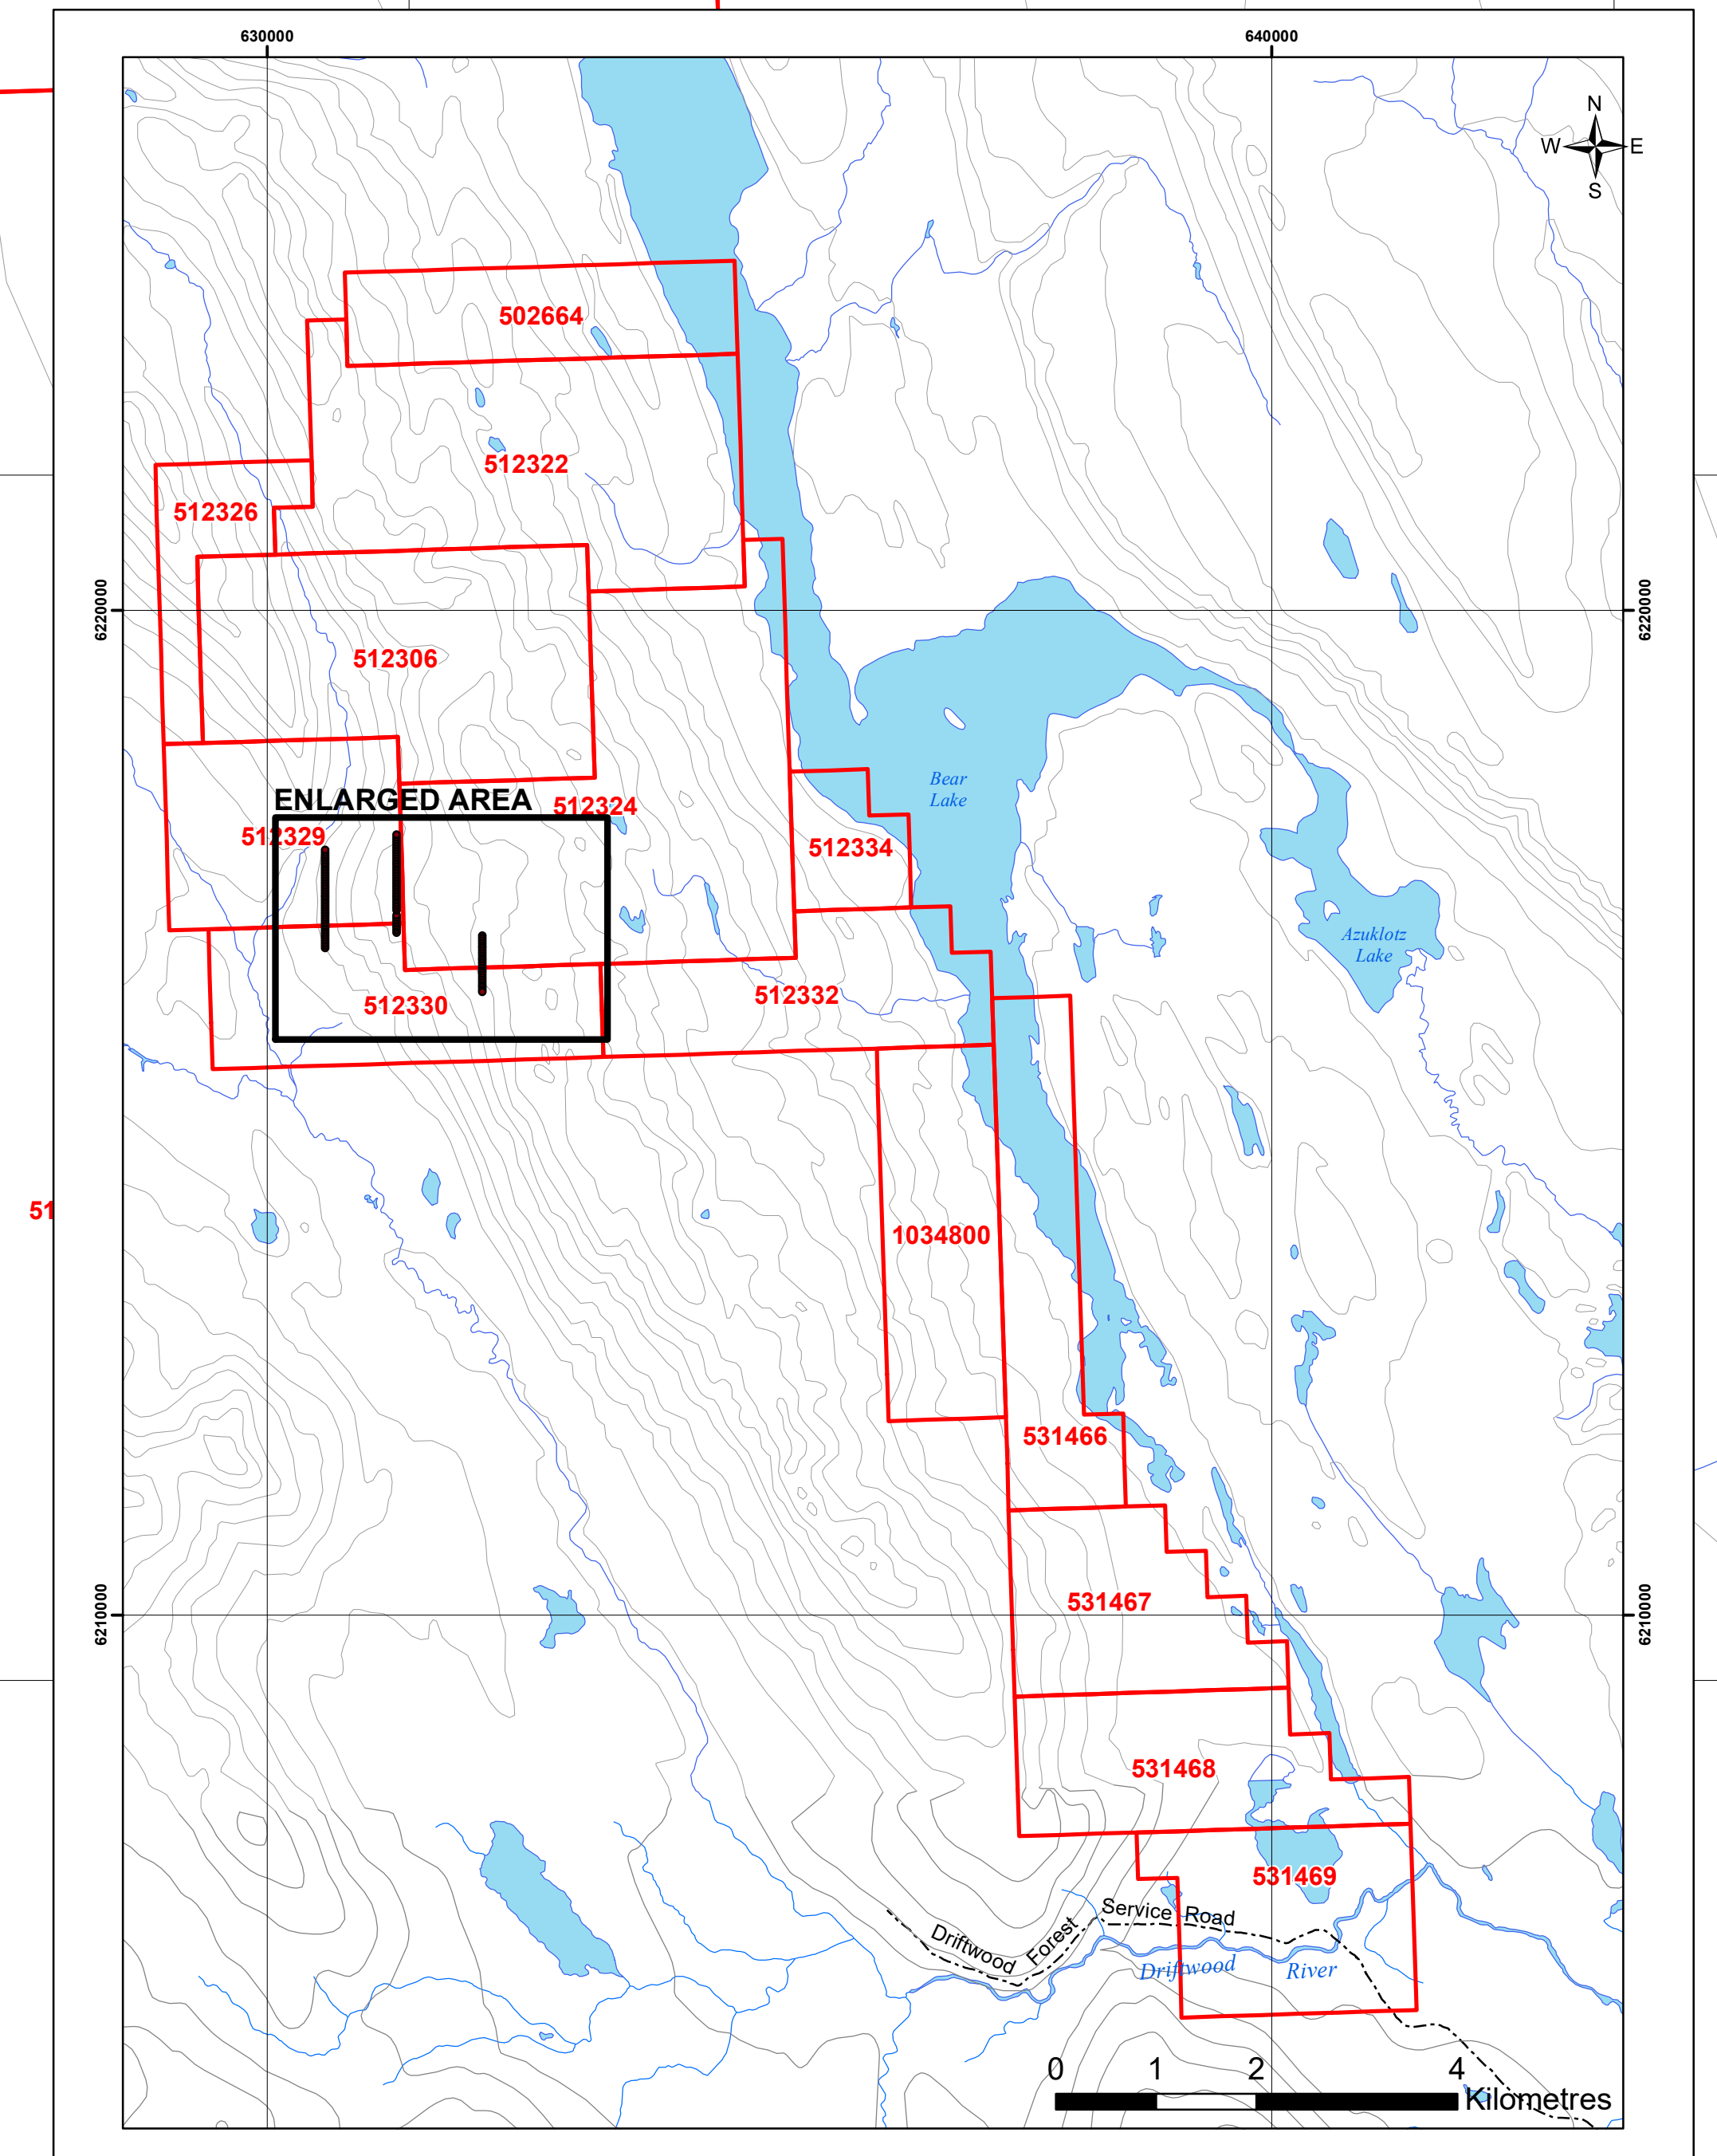 630000
640000
N
W E
S
502664
512322
512326
6220000
6220000
512306
Bear
Lake
ENLARGED AREA
512324
512329
512334
Azuklotz
Lake
512332
512330
51
1034800
531466
531467
6210000
6210000
531468
531469
Driftwood Forest Service Road
Driftwood River
0 1 2 4
Kilometres